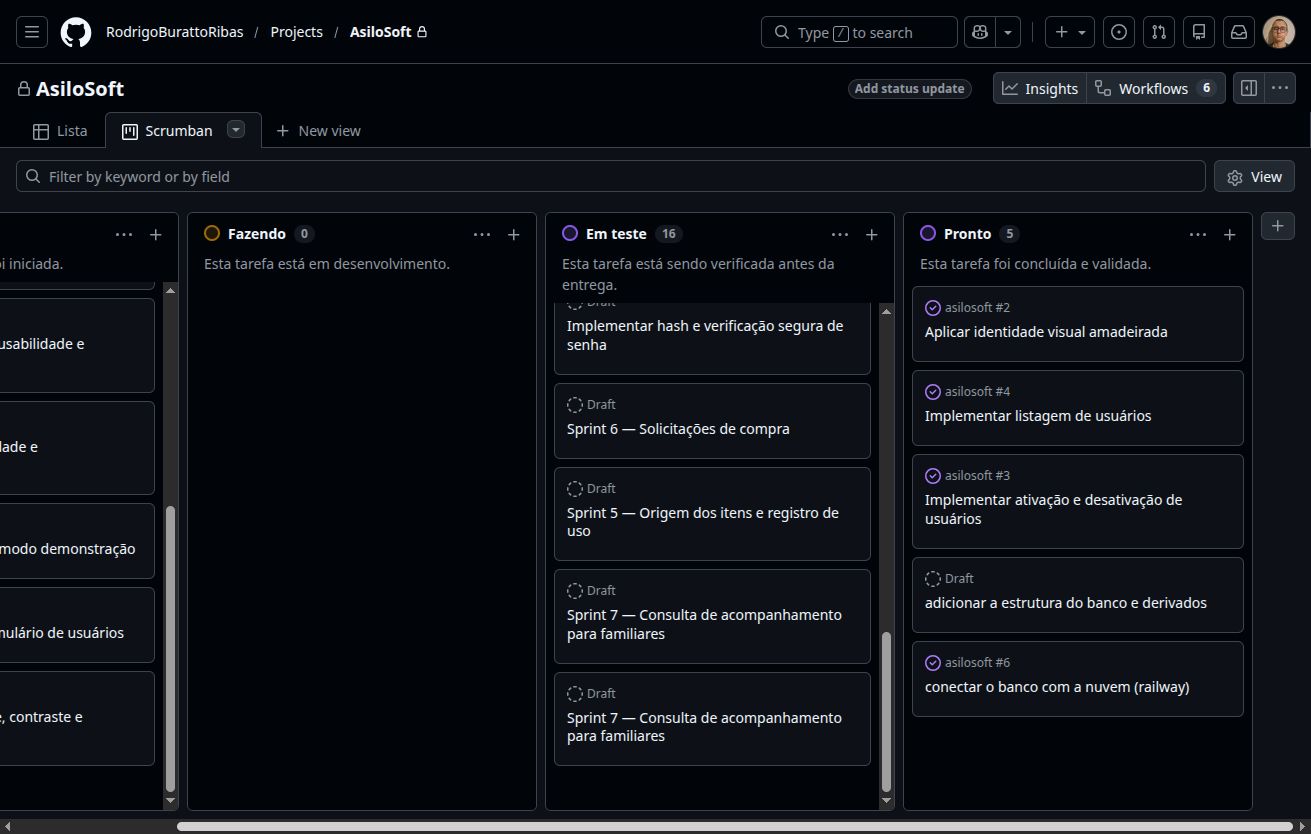 RodrigoBurattoRibas / Projects / AsiloSoft
Type / to search
AsiloSoft
Add status update
Insights
Workflows 6
Lista
Scrumban
New view
Filter by keyword or by field
View
oi iniciada.
usabilidade e
dade e
modo demonstração
mulário de usuários
e, contraste e
Fazendo 0
Esta tarefa está em desenvolvimento.
Em teste 16
Esta tarefa está sendo verificada antes da
entrega.
Draft
Implementar hash e verificação segura de
senha
Draft
Sprint 6 — Solicitações de compra
Draft
Sprint 5 — Origem dos itens e registro de
uso
Draft
Sprint 7 — Consulta de acompanhamento
para familiares
Draft
Sprint 7 — Consulta de acompanhamento
para familiares
Pronto 5
Esta tarefa foi concluída e validada.
asilosoft #2
Aplicar identidade visual amadeirada
asilosoft #4
Implementar listagem de usuários
asilosoft #3
Implementar ativação e desativação de
usuários
Draft
adicionar a estrutura do banco e derivados
asilosoft #6
conectar o banco com a nuvem (railway)